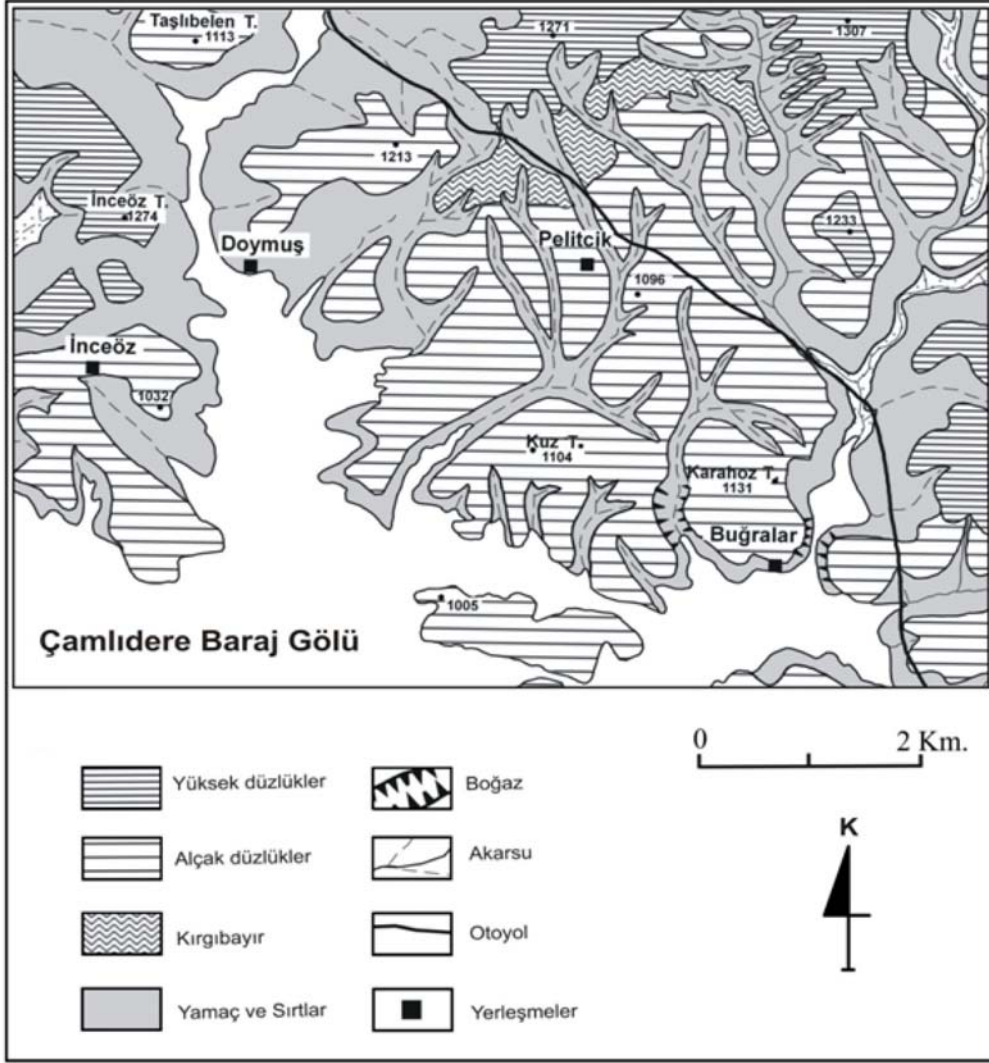 Taşlıbelen T.
1113
1271
1307
1213
İnceöz T.
1274
1233
Doymuş
Pelitcik
1096
İnceöz
1032
Kuz T.
1104
Karahoz T.
1131
Buğralar
1005
Çamlıdere Baraj Gölü
0 2 Km.
Yüksek düzlükler
Boğaz
K
Alçak düzlükler
Akarsu
Kırgıbayır
Otoyol
Yamaç ve Sırtlar
Yerleşmeler